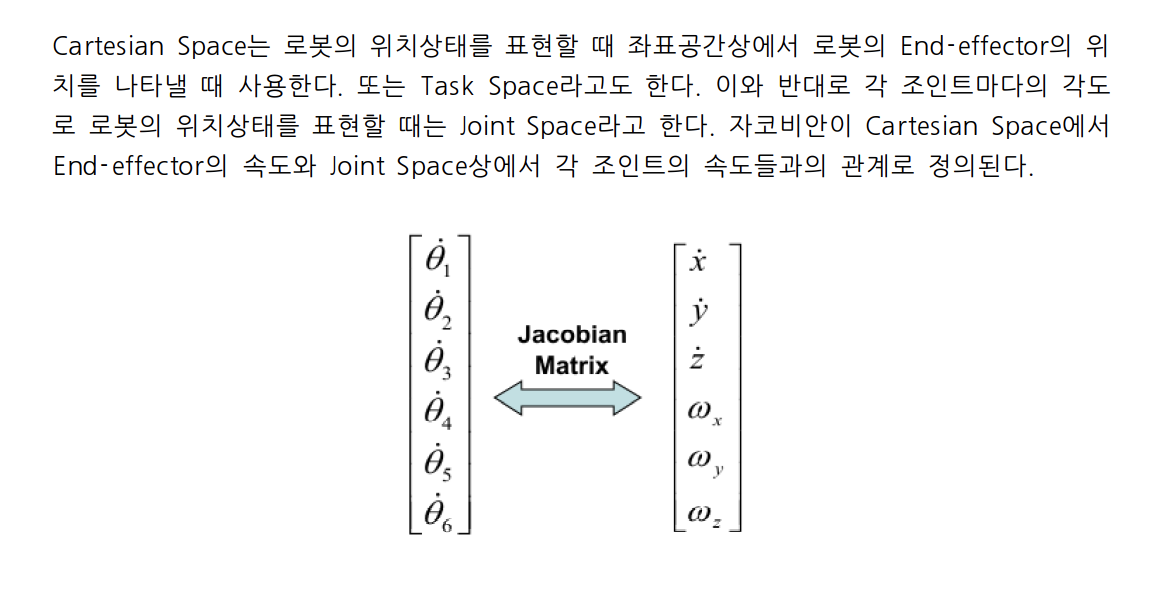 Cartesian Space는 로봇의 위치상태를 표현할 때 좌표공간상에서 로봇의 End-effector의 위
치를 나타낼 때 사용한다. 또는 Task Space라고도 한다. 이와 반대로 각 조인트마다의 각도
로 로봇의 위치상태를 표현할 때는 Joint Space라고 한다. 자코비안이 Cartesian Space에서
End-effector의 속도와 Joint Space상에서 각 조인트의 속도들과의 관계로 정의된다.
θ̇₁
θ̇₂
θ̇₃
θ̇₄
θ̇₅
θ̇₆
Jacobian
Matrix
ẋ
ẏ
ż
ωₓ
ω_y
ω_z